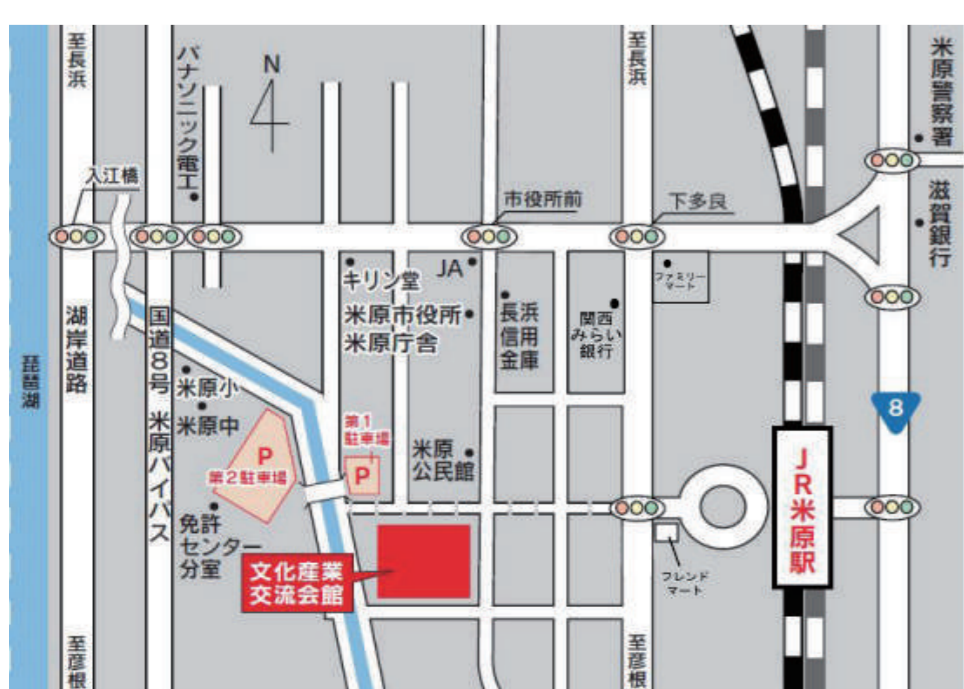 至長浜
パナソニック電工
N
至長浜
米原警察署
入江橋
市役所前
下多良
滋賀銀行
キリン堂
JA
ファミリー
マート
米原市役所
米原庁舎
長浜
信用
金庫
関西
みらい
銀行
湖岸道路
国道8号 米原バイパス
琵琶湖
米原小
米原中
8
第1
駐車場
P
P
第2駐車場
米原
公民館
JR米原駅
免許
センター
分室
文化産業
交流会館
フレンド
マート
至彦根
至彦根